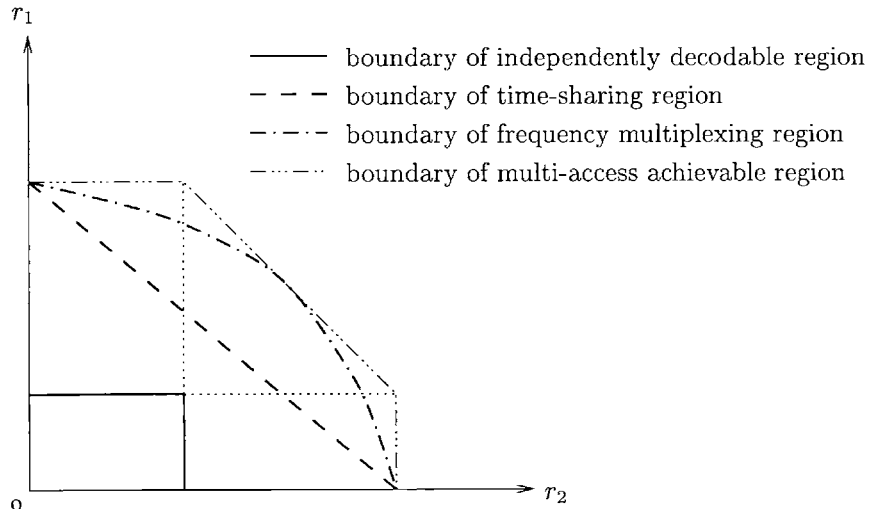 r₁
boundary of independently decodable region
boundary of time-sharing region
boundary of frequency multiplexing region
boundary of multi-access achievable region
r₂